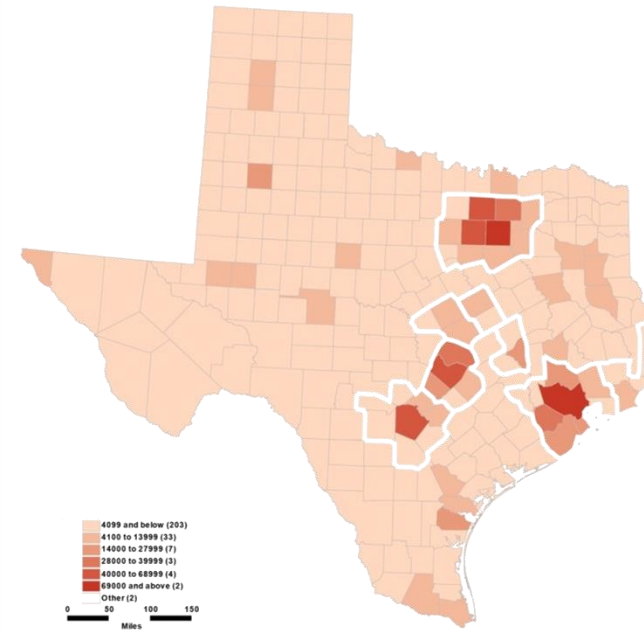 4099 and below (203)
4100 to 13999 (33)
14000 to 27999 (7)
28000 to 39999 (3)
40000 to 68999 (4)
69000 and above (2)
Other (2)
0 50 100 150
Miles